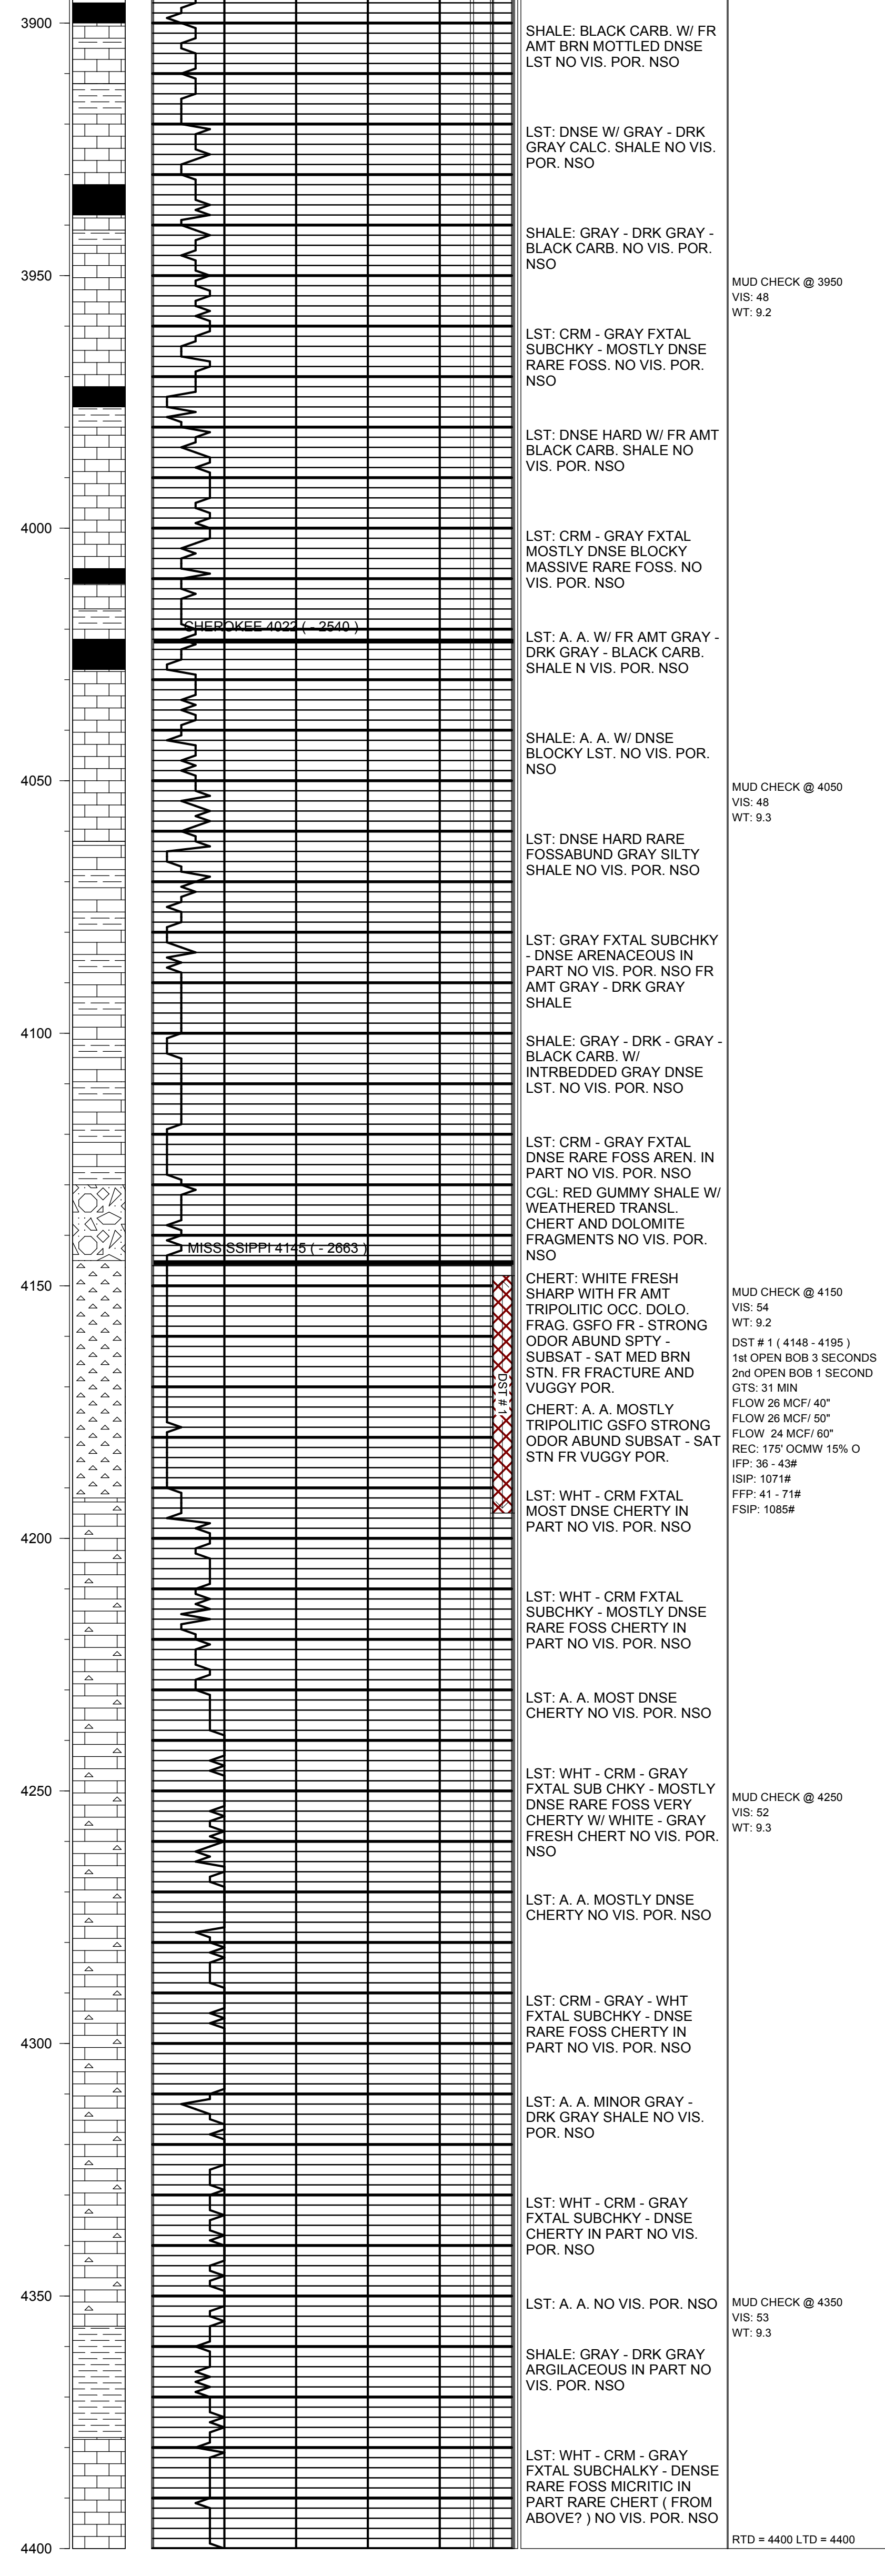 3900
SHALE: BLACK CARB. W/ FR
AMT BRN MOTTLED DNSE
LST NO VIS. POR. NSO
LST: DNSE W/ GRAY - DRK
GRAY CALC. SHALE NO VIS.
POR. NSO
SHALE: GRAY - DRK GRAY -
BLACK CARB. NO VIS. POR.
NSO
3950
MUD CHECK @ 3950
VIS: 48
WT: 9.2
LST: CRM - GRAY FXTAL
SUBCHKY - MOSTLY DNSE
RARE FOSS. NO VIS. POR.
NSO
LST: DNSE HARD W/ FR AMT
BLACK CARB. SHALE NO
VIS. POR. NSO
4000
LST: CRM - GRAY FXTAL
MOSTLY DNSE BLOCKY
MASSIVE RARE FOSS. NO
VIS. POR. NSO
CHEROKEE 4022 ( - 2540 )
LST: A. A. W/ FR AMT GRAY -
DRK GRAY - BLACK CARB.
SHALE N VIS. POR. NSO
SHALE: A. A. W/ DNSE
BLOCKY LST. NO VIS. POR.
NSO
4050
MUD CHECK @ 4050
VIS: 48
WT: 9.3
LST: DNSE HARD RARE
FOSSABUND GRAY SILTY
SHALE NO VIS. POR. NSO
LST: GRAY FXTAL SUBCHKY
- DNSE ARENACEOUS IN
PART NO VIS. POR. NSO FR
AMT GRAY - DRK GRAY
SHALE
4100
SHALE: GRAY - DRK - GRAY -
BLACK CARB. W/
INTRBEDDED GRAY DNSE
LST. NO VIS. POR. NSO
LST: CRM - GRAY FXTAL
DNSE RARE FOSS AREN. IN
PART NO VIS. POR. NSO
CGL: RED GUMMY SHALE W/
WEATHERED TRANSL.
CHERT AND DOLOMITE
FRAGMENTS NO VIS. POR.
NSO
MISSISSIPPI 4145 ( - 2663 )
4150
CHERT: WHITE FRESH
SHARP WITH FR AMT
TRIPOLITIC OCC. DOLO.
FRAG. GSFO FR - STRONG
ODOR ABUND SPTY -
SUBSAT - SAT MED BRN
STN. FR FRACTURE AND
VUGGY POR.
MUD CHECK @ 4150
VIS: 54
WT: 9.2
DST # 1 ( 4148 - 4195 )
1st OPEN BOB 3 SECONDS
2nd OPEN BOB 1 SECOND
GTS: 31 MIN
FLOW 26 MCF/ 40"
FLOW 26 MCF/ 50"
FLOW 24 MCF/ 60"
REC: 175' OCMW 15% O
IFP: 36 - 43#
ISIP: 1071#
FFP: 41 - 71#
FSIP: 1085#
DST # 1
CHERT: A. A. MOSTLY
TRIPOLITIC GSFO STRONG
ODOR ABUND SUBSAT - SAT
STN FR VUGGY POR.
LST: WHT - CRM FXTAL
MOST DNSE CHERTY IN
PART NO VIS. POR. NSO
4200
LST: WHT - CRM FXTAL
SUBCHKY - MOSTLY DNSE
RARE FOSS CHERTY IN
PART NO VIS. POR. NSO
LST: A. A. MOST DNSE
CHERTY NO VIS. POR. NSO
4250
LST: WHT - CRM - GRAY
FXTAL SUB CHKY - MOSTLY
DNSE RARE FOSS VERY
CHERTY W/ WHITE - GRAY
FRESH CHERT NO VIS. POR.
NSO
MUD CHECK @ 4250
VIS: 52
WT: 9.3
LST: A. A. MOSTLY DNSE
CHERTY NO VIS. POR. NSO
LST: CRM - GRAY - WHT
FXTAL SUBCHKY - DNSE
RARE FOSS CHERTY IN
PART NO VIS. POR. NSO
4300
LST: A. A. MINOR GRAY -
DRK GRAY SHALE NO VIS.
POR. NSO
LST: WHT - CRM - GRAY
FXTAL SUBCHKY - DNSE
CHERTY IN PART NO VIS.
POR. NSO
4350
LST: A. A. NO VIS. POR. NSO
MUD CHECK @ 4350
VIS: 53
WT: 9.3
SHALE: GRAY - DRK GRAY
ARGILACEOUS IN PART NO
VIS. POR. NSO
LST: WHT - CRM - GRAY
FXTAL SUBCHALKY - DENSE
RARE FOSS MICRITIC IN
PART RARE CHERT ( FROM
ABOVE? ) NO VIS. POR. NSO
RTD = 4400 LTD = 4400
4400